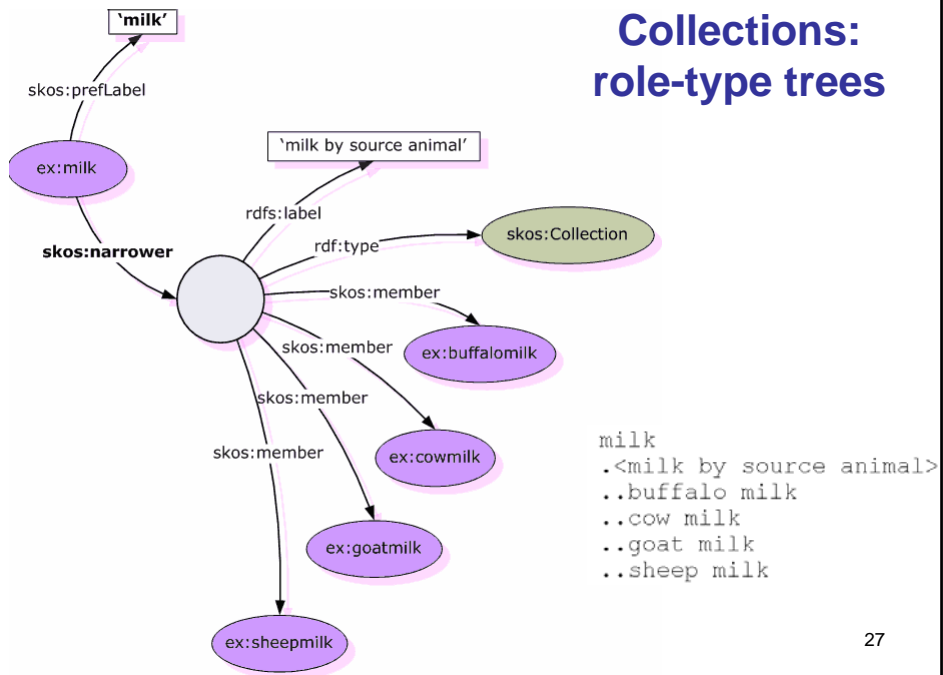 Collections:
role-type trees
'milk'
skos:prefLabel
ex:milk
skos:narrower
'milk by source animal'
rdfs:label
rdf:type
skos:Collection
skos:member
ex:buffalomilk
skos:member
ex:cowmilk
skos:member
ex:goatmilk
skos:member
ex:sheepmilk
milk
.<milk by source animal>
..buffalo milk
..cow milk
..goat milk
..sheep milk
27